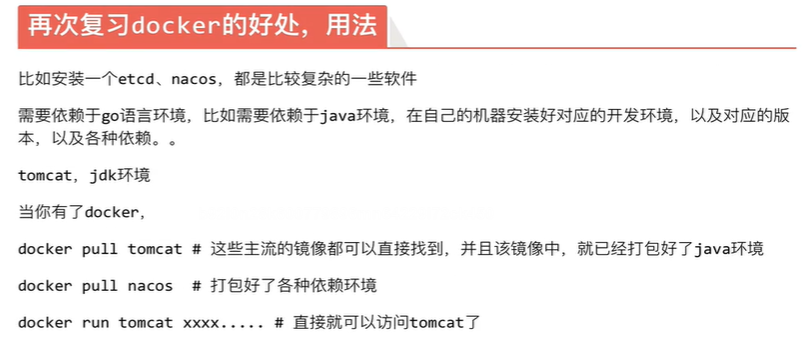 再次复习docker的好处，用法
比如安装一个etcd、nacos，都是比较复杂的一些软件
需要依赖于go语言环境，比如需要依赖于java环境，在自己的机器安装好对应的开发环境，以及对应的版
本，以及各种依赖。。
tomcat，jdk环境
当你有了docker，
docker pull tomcat # 这些主流的镜像都可以直接找到，并且该镜像中，就已经打包好了java环境
docker pull nacos  # 打包好了各种依赖环境
docker run tomcat xxxx..... # 直接就可以访问tomcat了